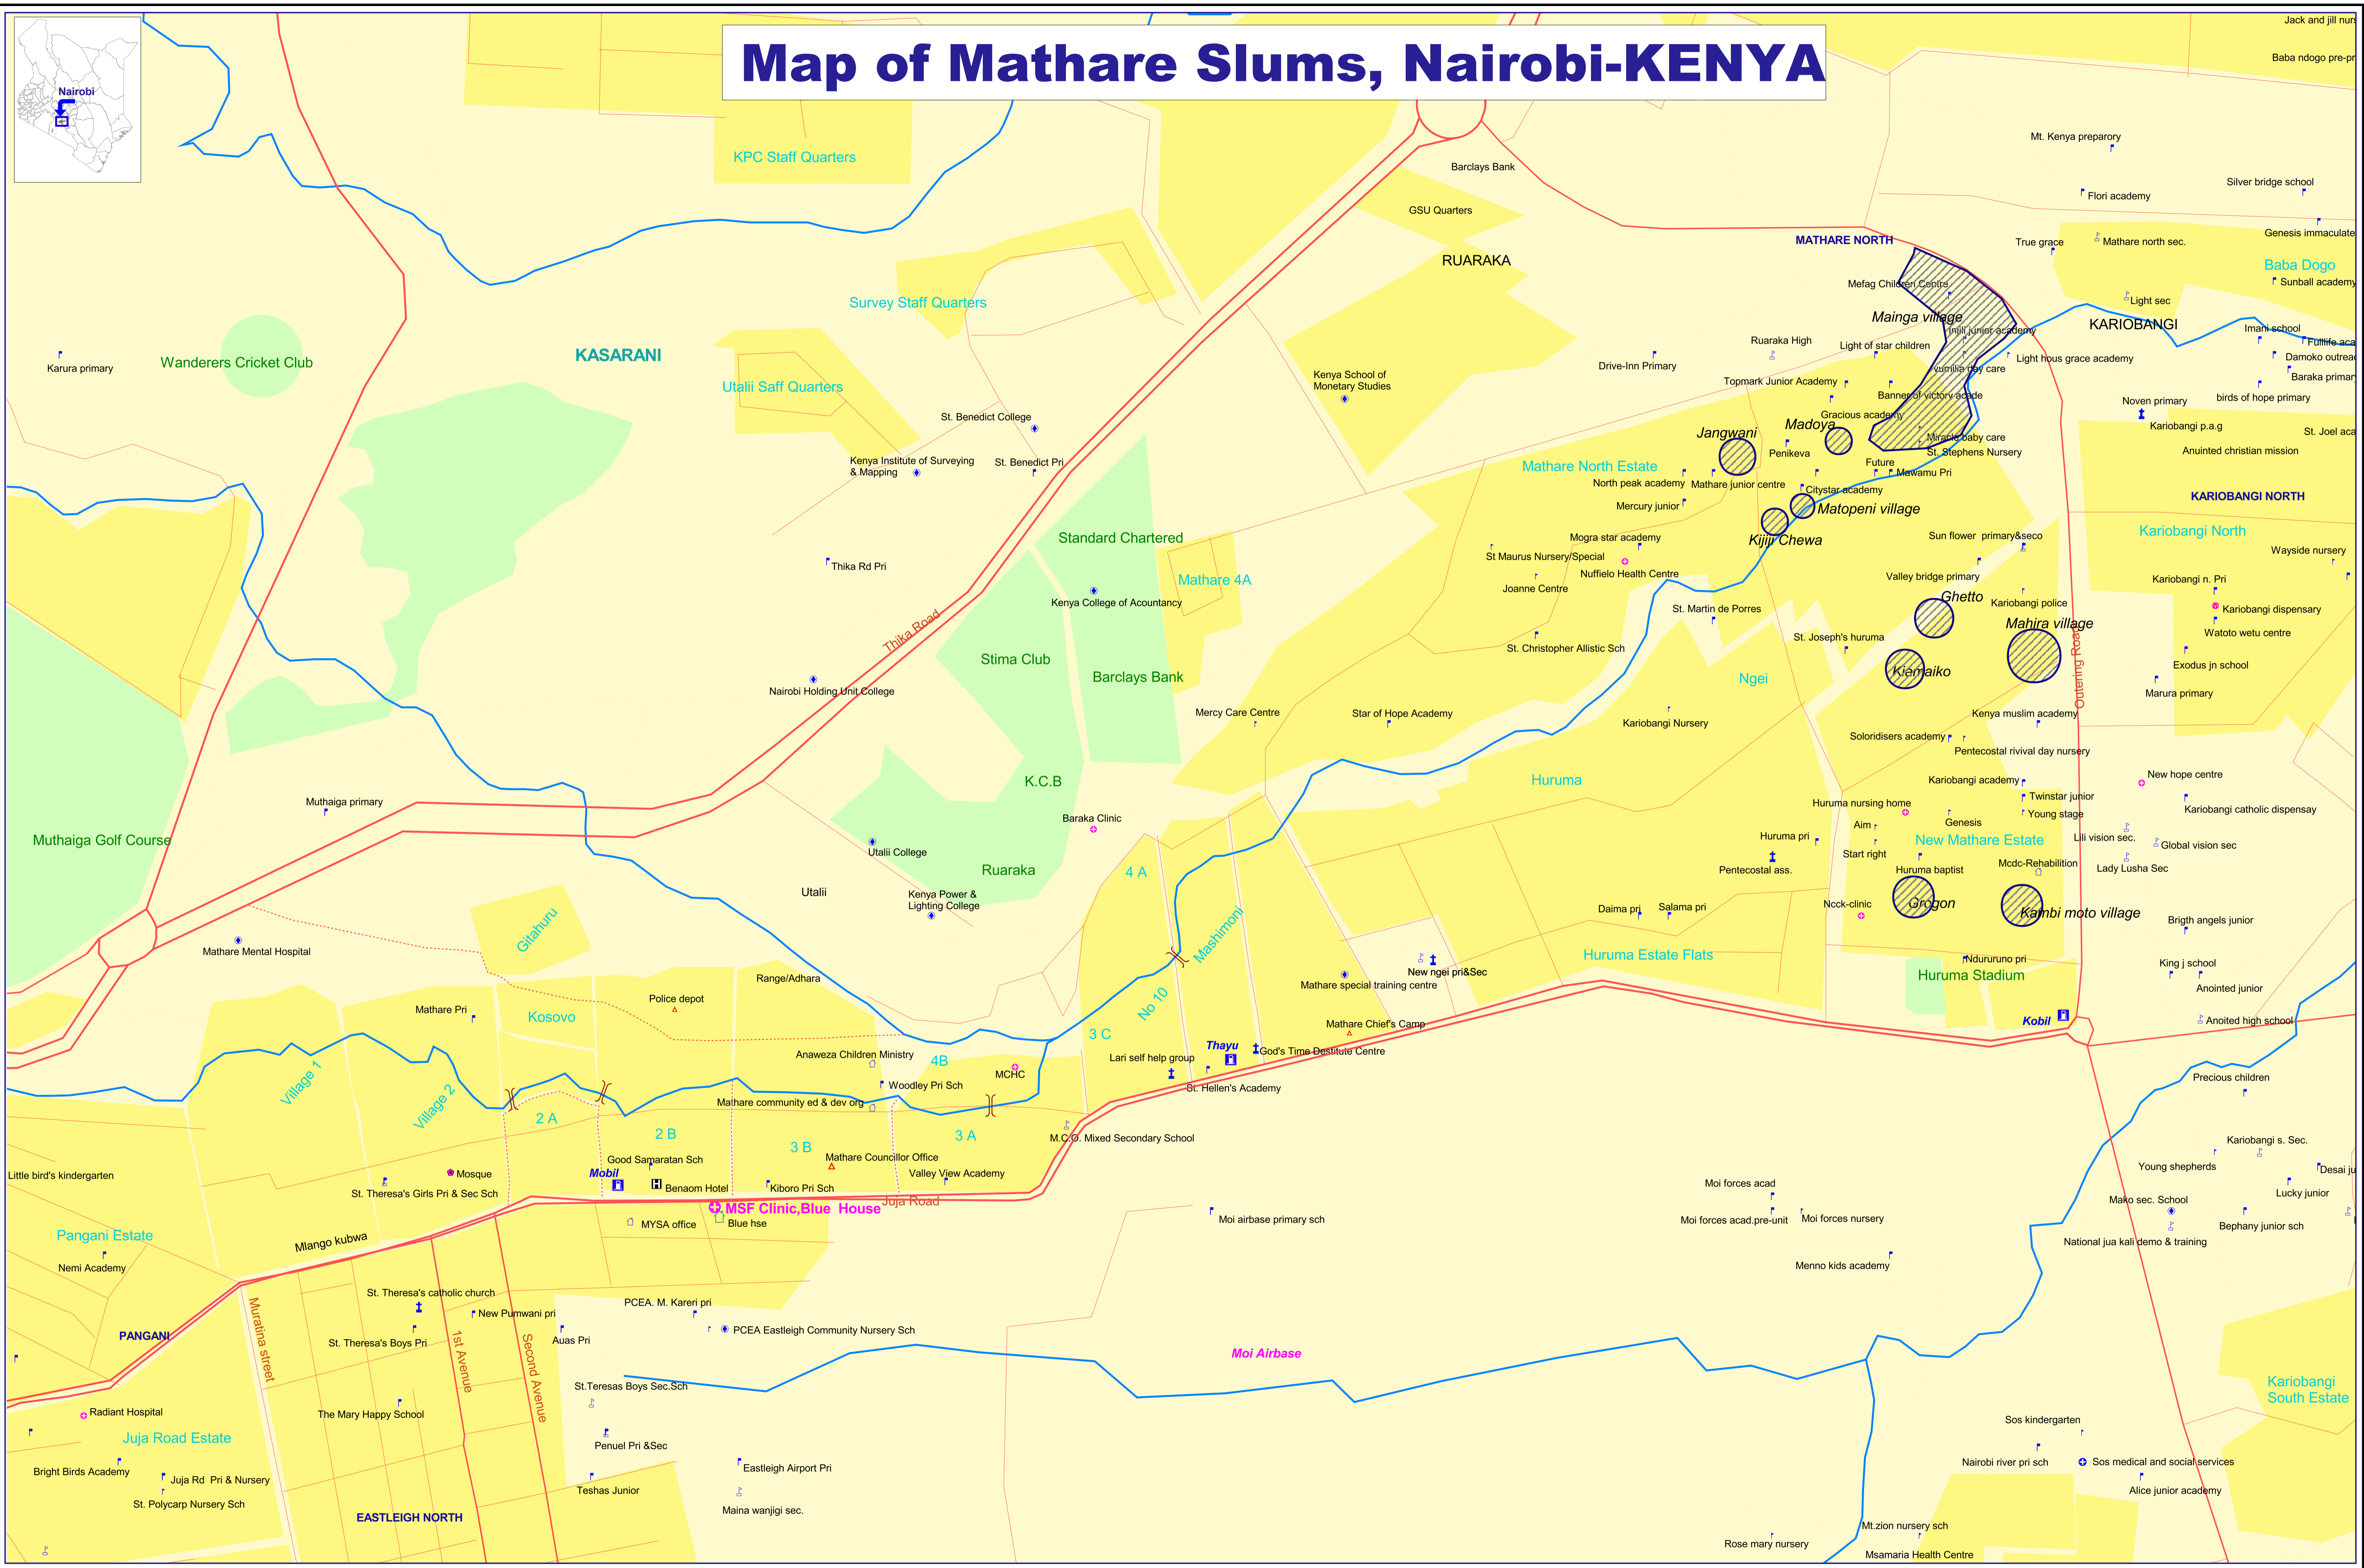 Map of Mathare Slums, Nairobi-KENYA
Nairobi
Jack and jill nurs
Baba ndogo pre-pr
KPC Staff Quarters
Barclays Bank
GSU Quarters
RUARAKA
MATHARE NORTH
Mt. Kenya preparory
Flori academy
Silver bridge school
True grace
Mathare north sec.
Genesis immaculate
Baba Dogo
Sunball academy
Light sec
KARIOBANGI
Imani school
Fulllife aca
Damoko outreac
Baraka primar
birds of hope primary
Mefag Children Centre
Mainga village
Injili junior academy
Light of star children
Light hous grace academy
Vumilia day care
Ruaraka High
Drive-Inn Primary
Topmark Junior Academy
Banner of victory acade
Gracious academy
Madoya
Jangwani
Penikeva
Miracle baby care
St. Stephens Nursery
Future
Mawamu Pri
Noven primary
Kariobangi p.a.g
St. Joel aca
Anuinted christian mission
KARIOBANGI NORTH
Kariobangi North
Survey Staff Quarters
KASARANI
Wanderers Cricket Club
Karura primary
Utalii Saff Quarters
Kenya School of
Monetary Studies
St. Benedict College
Kenya Institute of Surveying
& Mapping
St. Benedict Pri
Mathare North Estate
North peak academy
Mathare junior centre
Citystar academy
Mercury junior
Matopeni village
Kijiji Chewa
Mogra star academy
St Maurus Nursery/Special
Nuffielo Health Centre
Joanne Centre
Sun flower  primary&seco
Valley bridge primary
Wayside nursery
Kariobangi n. Pri
Kariobangi dispensary
Watoto wetu centre
Kariobangi police
Ghetto
Mahira village
Outering Road
Standard Chartered
Mathare 4A
Thika Rd Pri
Kenya College of Acountancy
Thika Road
St. Martin de Porres
St. Joseph's huruma
St. Christopher Allistic Sch
Kiamaiko
Exodus jn school
Marura primary
Stima Club
Barclays Bank
Nairobi Holding Unit College
Ngei
Mercy Care Centre
Star of Hope Academy
Kariobangi Nursery
Kenya muslim academy
Soloridisers academy
Pentecostal rivival day nursery
K.C.B
Huruma
Kariobangi academy
New hope centre
Twinstar junior
Kariobangi catholic dispensay
Muthaiga primary
Baraka Clinic
Huruma nursing home
Young stage
Genesis
Aim
Huruma pri
Start right
New Mathare Estate
Lili vision sec.
Global vision sec
Muthaiga Golf Course
Utalii College
Ruaraka
4 A
Pentecostal ass.
Huruma baptist
Mcdc-Rehabilitation
Lady Lusha Sec
Utalii
Kenya Power &
Lighting College
Daima pri
Salama pri
Ncck-clinic
Grogon
Kambi moto village
Brigth angels junior
Gitahuru
Mashimoni
Mathare Mental Hospital
Huruma Estate Flats
Ndururuno pri
Huruma Stadium
King j school
Anointed junior
Range/Adhara
New ngei pri&Sec
Mathare special training centre
Police depot
Mathare Pri
Kosovo
No 10
3 C
Mathare Chief's Camp
Kobil
Anoited high school
Thayu
God's Time Destitute Centre
Lari self help group
St. Hellen's Academy
Anaweza Children Ministry
4B
MCHC
Woodley Pri Sch
Mathare community ed & dev org
Village 1
Village 2
2 A
2 B
3 B
3 A
M.C.O. Mixed Secondary School
Precious children
Kariobangi s. Sec.
Young shepherds
Desai ju
Lucky junior
Little bird's kindergarten
Mosque
St. Theresa's Girls Pri & Sec Sch
Good Samaratan Sch
Mobil
Benaom Hotel
Mathare Councillor Office
Valley View Academy
Kiboro Pri Sch
Juja Road
MSF Clinic,Blue  House
MYSA office
Blue hse
Moi airbase primary sch
Moi forces acad
Moi forces acad.pre-unit
Moi forces nursery
Mako sec. School
Bephany junior sch
National jua kali demo & training
Menno kids academy
Pangani Estate
Mlango kubwa
Nemi Academy
PANGANI
Muratina street
St. Theresa's catholic church
New Pumwani pri
St. Theresa's Boys Pri
1st Avenue
Second Avenue
Auas Pri
PCEA. M. Kareri pri
PCEA Eastleigh Community Nursery Sch
Moi Airbase
Kariobangi
South Estate
St.Teresas Boys Sec.Sch
The Mary Happy School
Radiant Hospital
Juja Road Estate
Penuel Pri &Sec
Bright Birds Academy
Juja Rd  Pri & Nursery
St. Polycarp Nursery Sch
Eastleigh Airport Pri
Teshas Junior
Maina wanjigi sec.
EASTLEIGH NORTH
Sos kindergarten
Nairobi river pri sch
Sos medical and social services
Alice junior academy
Mt.zion nursery sch
Rose mary nursery
Msamaria Health Centre